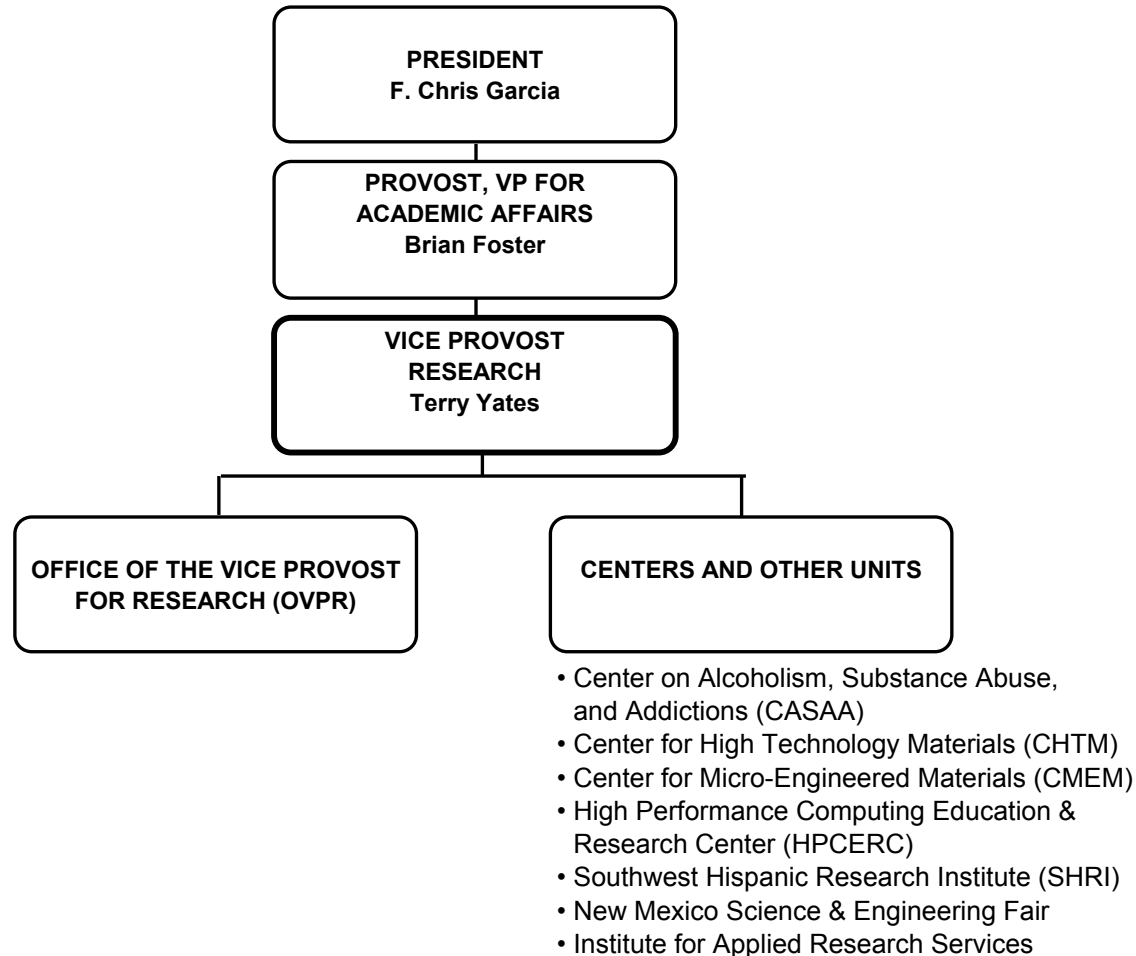 PRESIDENT
F. Chris Garcia
PROVOST, VP FOR
ACADEMIC AFFAIRS
Brian Foster
VICE PROVOST
RESEARCH
Terry Yates
OFFICE OF THE VICE PROVOST
FOR RESEARCH (OVPR)
CENTERS AND OTHER UNITS
• Center on Alcoholism, Substance Abuse,
and Addictions (CASAA)
• Center for High Technology Materials (CHTM)
• Center for Micro-Engineered Materials (CMEM)
• High Performance Computing Education &
Research Center (HPCERC)
• Southwest Hispanic Research Institute (SHRI)
• New Mexico Science & Engineering Fair
• Institute for Applied Research Services